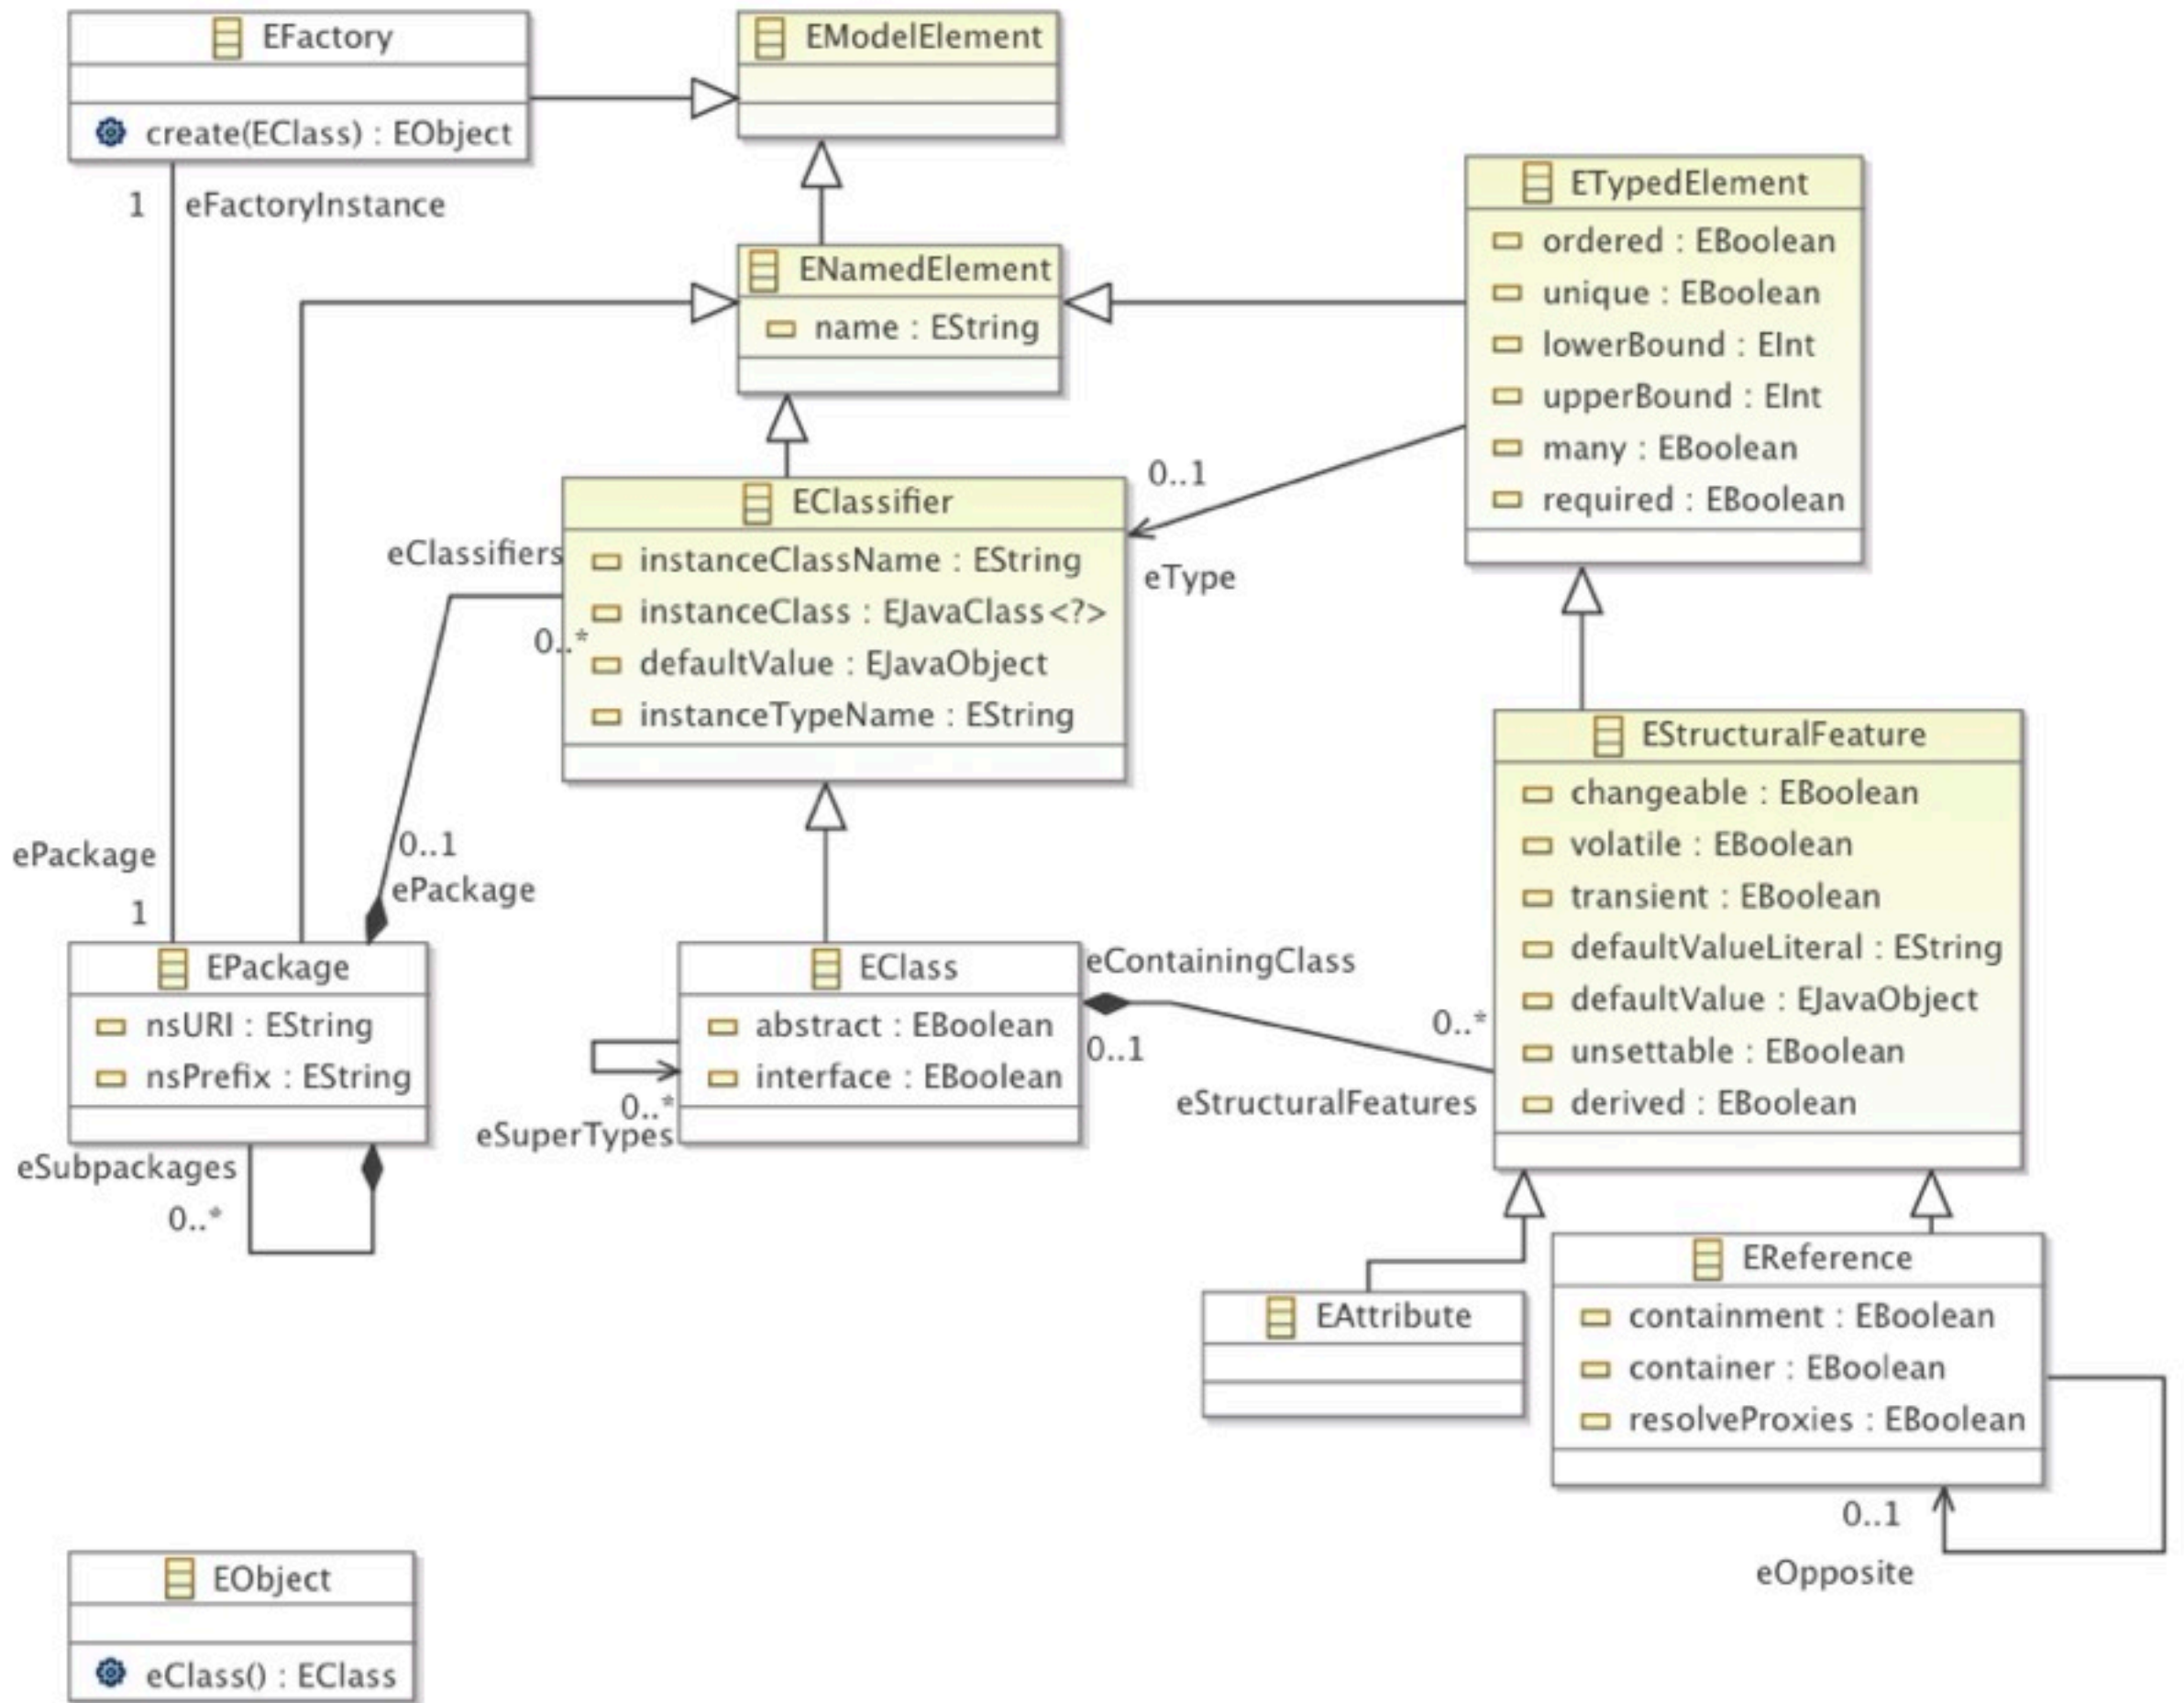 EFactory
create(EClass) : EObject
EModelElement
1
eFactoryInstance
ETypedElement
ordered : EBoolean
unique : EBoolean
lowerBound : EInt
upperBound : EInt
many : EBoolean
required : EBoolean
ENamedElement
name : EString
0..1
eType
EClassifier
instanceClassName : EString
instanceClass : EJavaClass<?>
defaultValue : EJavaObject
instanceTypeName : EString
eClassifiers
0..*
EStructuralFeature
changeable : EBoolean
volatile : EBoolean
transient : EBoolean
defaultValueLiteral : EString
defaultValue : EJavaObject
unsettable : EBoolean
derived : EBoolean
ePackage
1
0..1
ePackage
EPackage
nsURI : EString
nsPrefix : EString
eSubpackages
0..*
EClass
abstract : EBoolean
interface : EBoolean
0..*
eSuperTypes
eContainingClass
0..1
0..*
eStructuralFeatures
EAttribute
EReference
containment : EBoolean
container : EBoolean
resolveProxies : EBoolean
0..1
eOpposite
EObject
eClass() : EClass